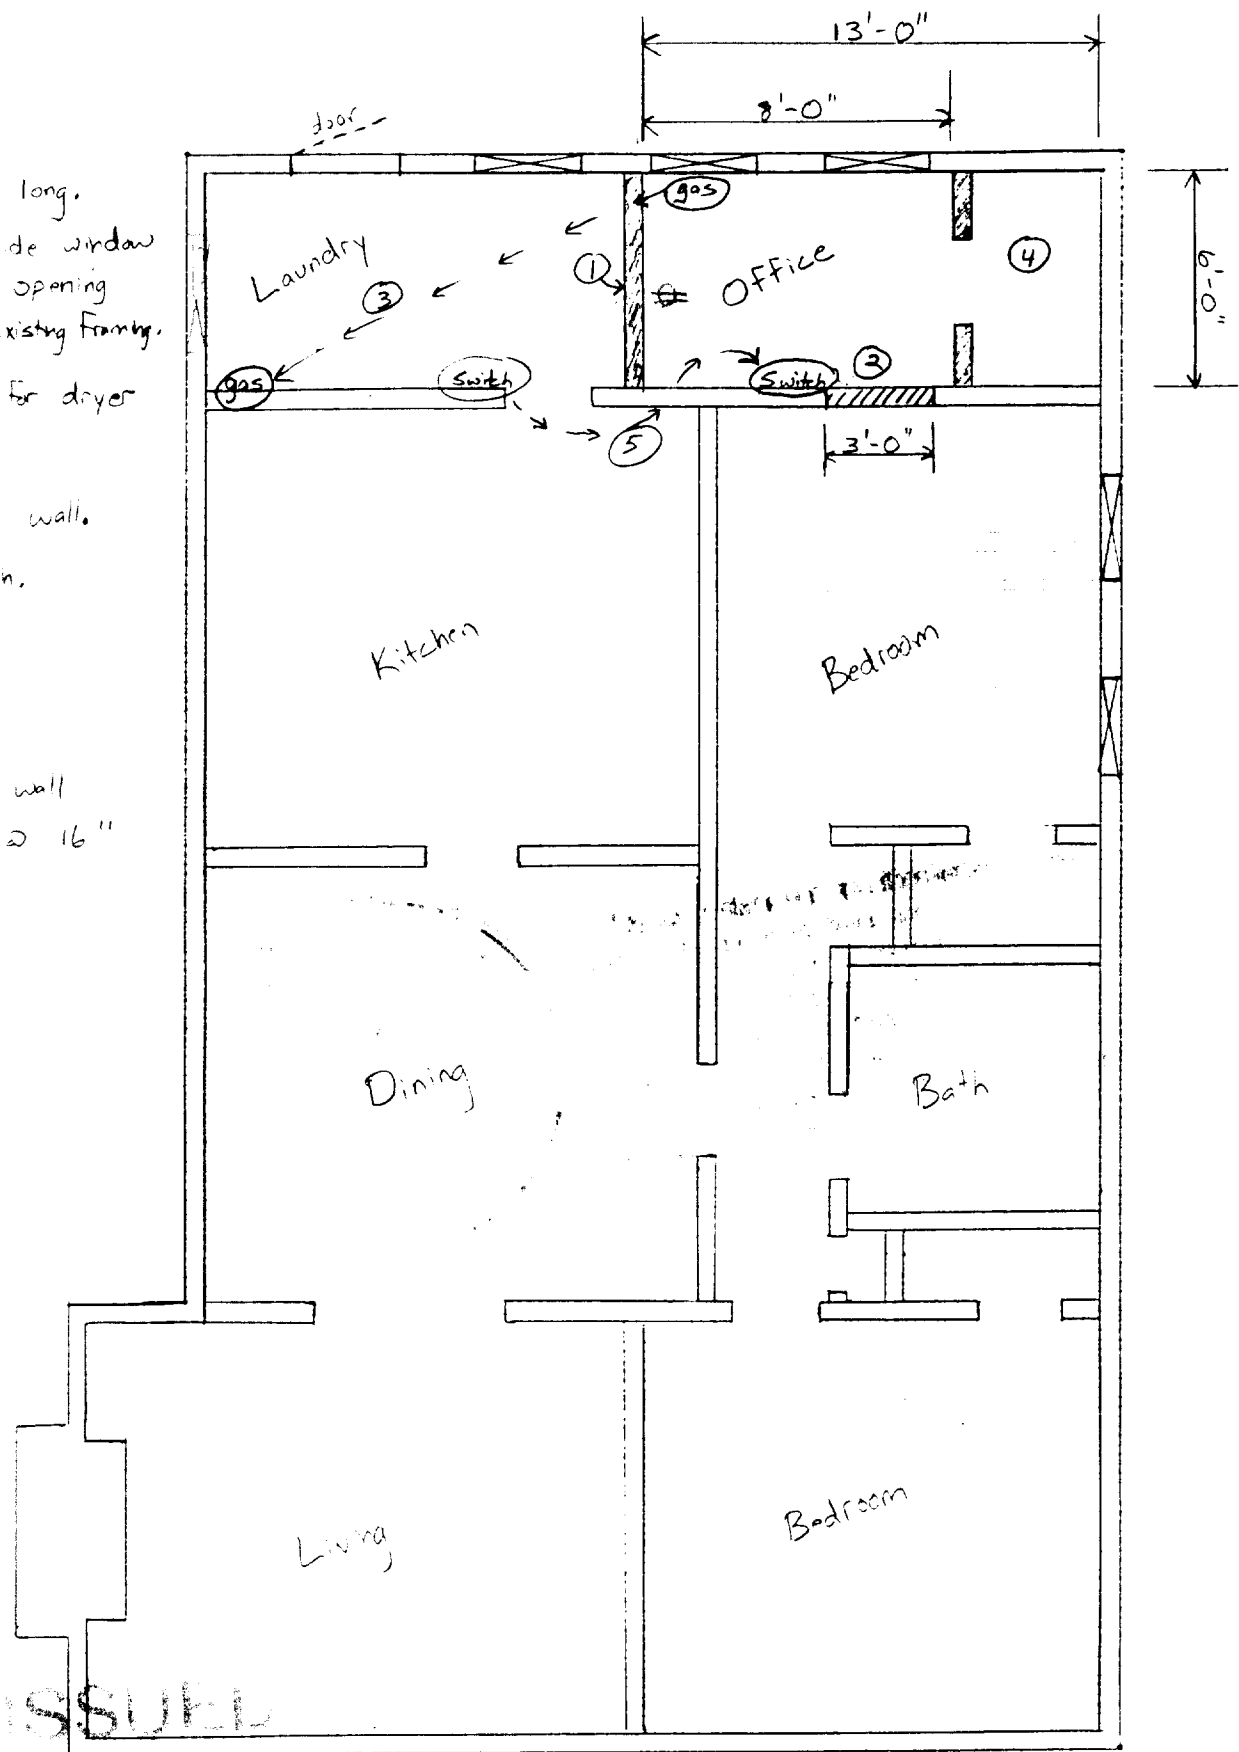 13'-0"
8'-0"
door
long.
de window
opening
xisting Framing.
for dryer
wall.
n.
wall
@ 16"
gas
Laundry
①
Office
④
③
6'-0"
gas
Switch
Switch
②
⑤
3'-0"
Kitchen
Bedroom
Dining
Bath
Living
Bedroom
ISSUED